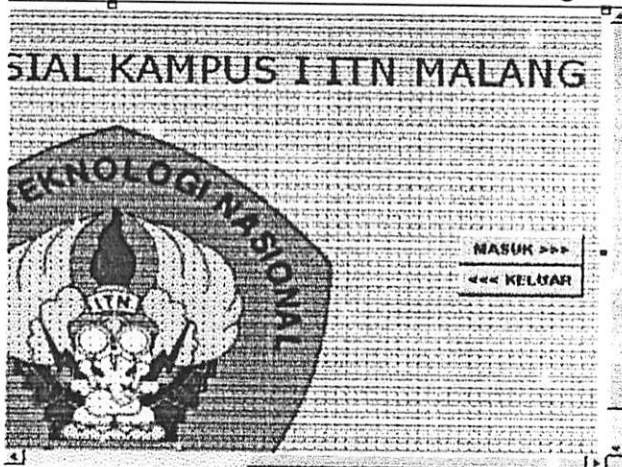 SIAL KAMPUS I ITN MALANG
TEKNOLOGI NASIONAL
MASUK >>>
<<< KELUAR
ITN